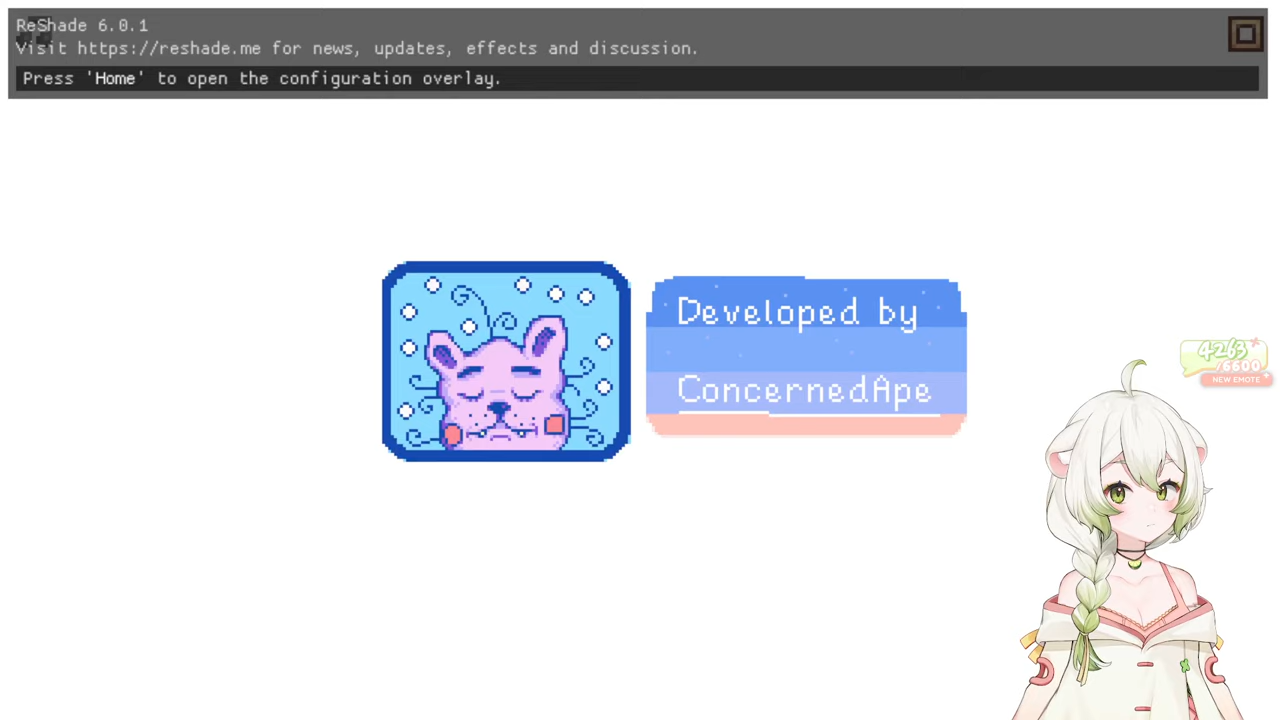 ReShade 6.0.1
Visit https://reshade.me for news, updates, effects and discussion.
Press 'Home' to open the configuration overlay.
Developed by
ConcernedApe
4263
/6600
NEW EMOTE